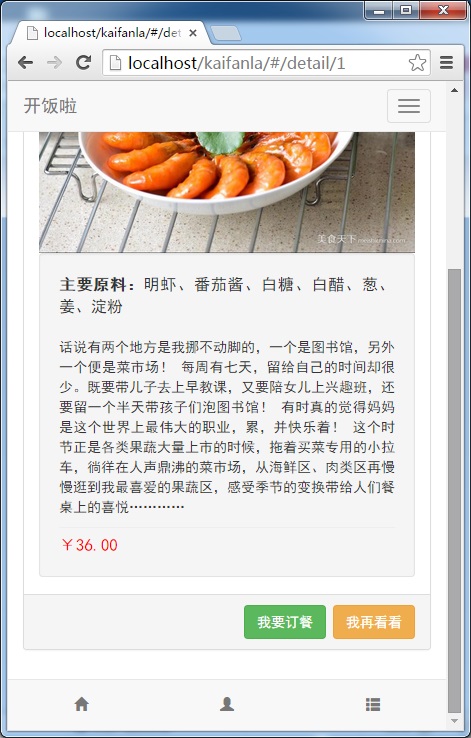 localhost/kaifanla/#/deta
localhost/kaifanla/#/detail/1
开饭啦
美食天下 meishichina.com
主要原料：明虾、番茄酱、白糖、白醋、葱、
姜、淀粉
话说有两个地方是我挪不动脚的，一个是图书馆，另外
一个便是菜市场！ 每周有七天，留给自己的时间却很
少。既要带儿子去上早教课，又要陪女儿上兴趣班，还
要留一个半天带孩子们泡图书馆！ 有时真的觉得妈妈
是这个世界上最伟大的职业，累，并快乐着！ 这个时
节正是各类果蔬大量上市的时候，拖着买菜专用的小拉
车，徜徉在人声鼎沸的菜市场，从海鲜区、肉类区再慢
慢逛到我最喜爱的果蔬区，感受季节的变换带给人们餐
桌上的喜悦…………
￥36.00
我要订餐 我再看看